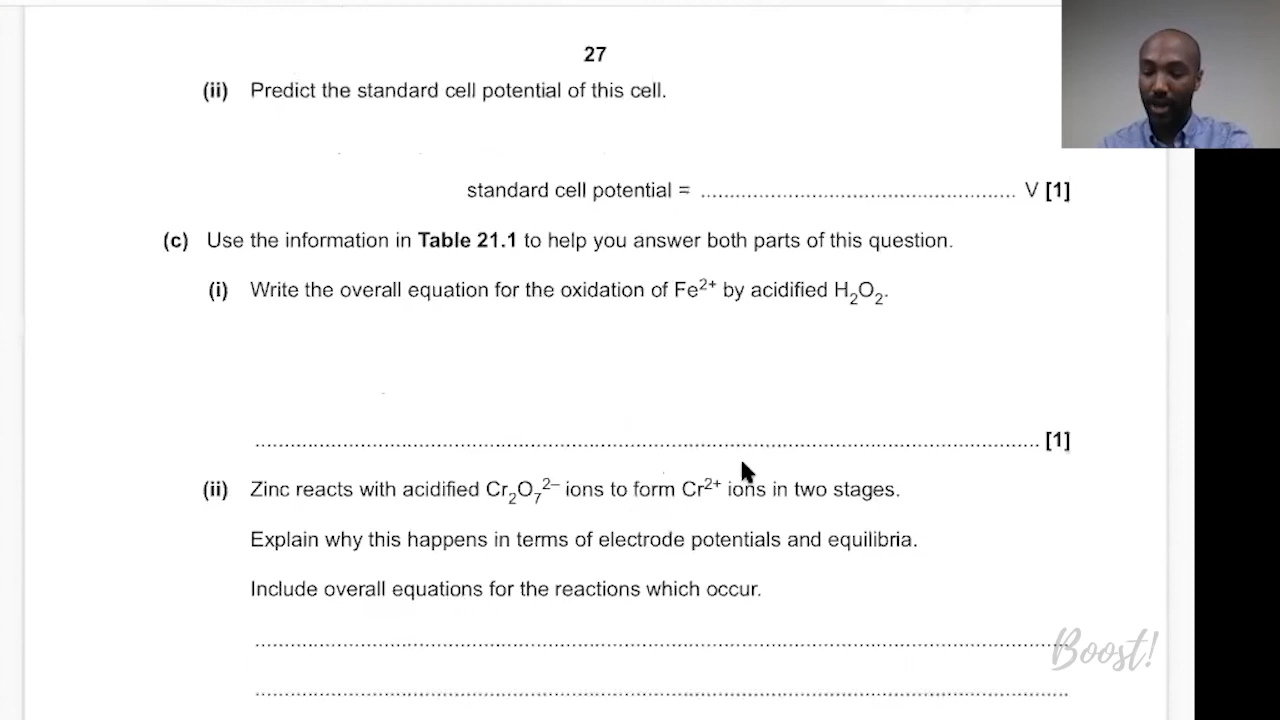 27
(ii) Predict the standard cell potential of this cell.
standard cell potential = ..................................................... V [1]
(c) Use the information in Table 21.1 to help you answer both parts of this question.
(i) Write the overall equation for the oxidation of Fe²⁺ by acidified H₂O₂.
.................................................................................................................................... [1]
(ii) Zinc reacts with acidified Cr₂O₇²⁻ ions to form Cr²⁺ ions in two stages.
Explain why this happens in terms of electrode potentials and equilibria.
Include overall equations for the reactions which occur.
.........................................................................................................................................
Boost!
.........................................................................................................................................